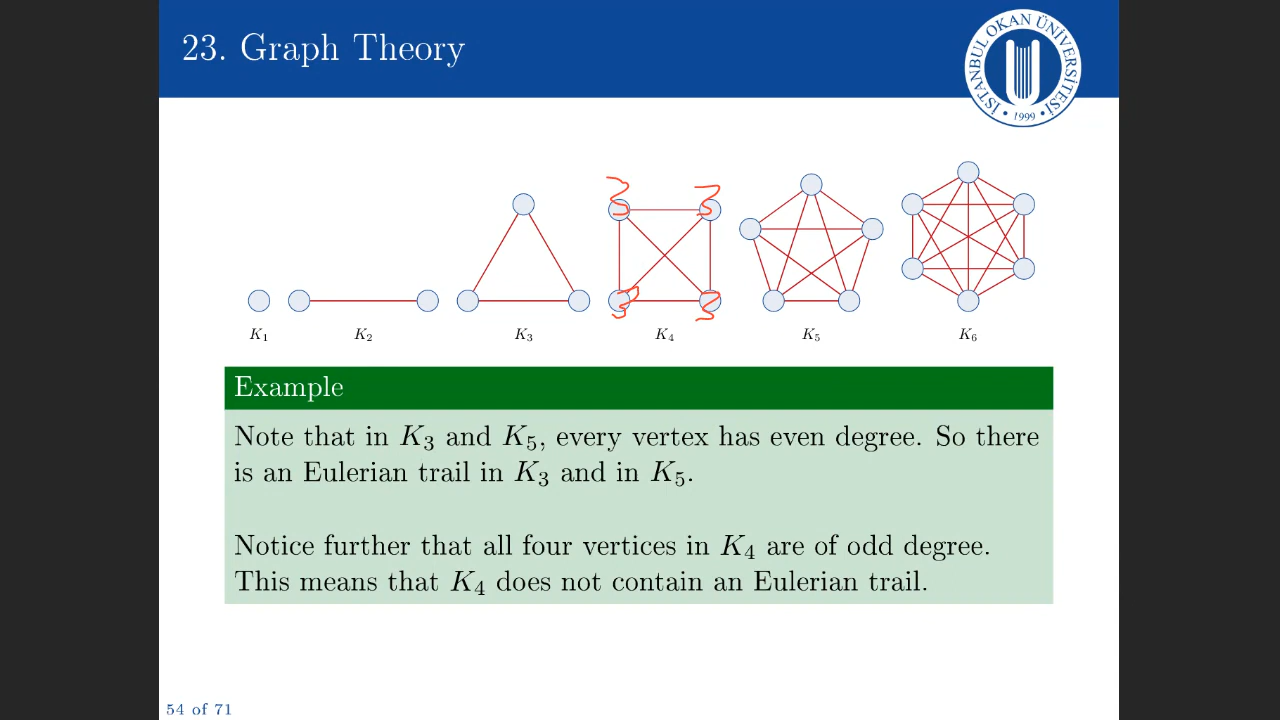 23. Graph Theory
İSTANBUL OKAN ÜNİVERSİTESİ
• 1999 •
3 3
3 3
K₁ K₂ K₃ K₄ K₅ K₆
Example
Note that in K₃ and K₅, every vertex has even degree. So there
is an Eulerian trail in K₃ and in K₅.
Notice further that all four vertices in K₄ are of odd degree.
This means that K₄ does not contain an Eulerian trail.
54 of 71